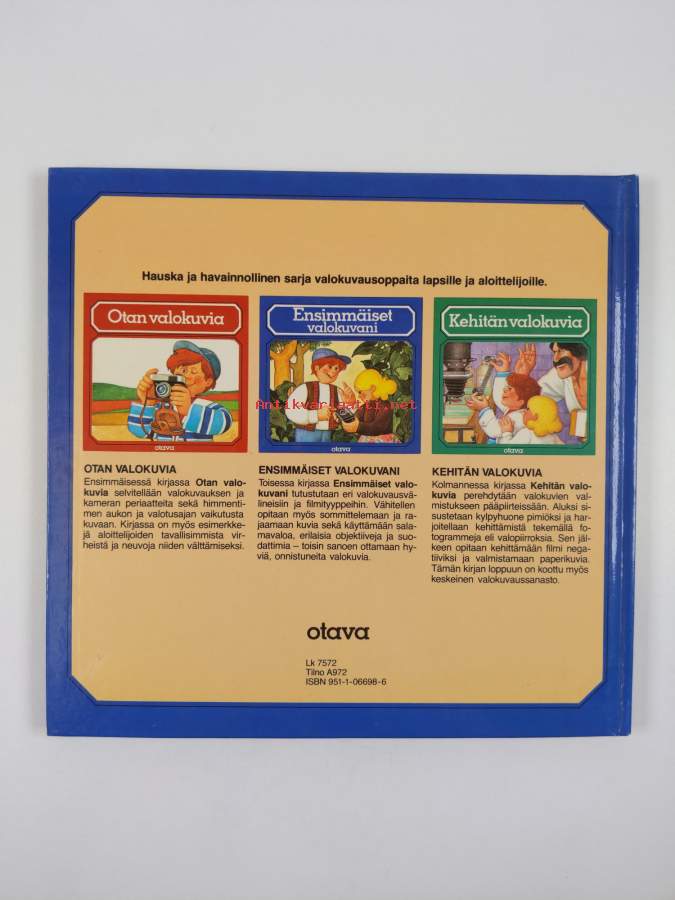 Hauska ja havainnollinen sarja valokuvausoppaita lapsille ja aloittelijoille.
Otan valokuvia
otava
Ensimmäiset
valokuvani
otava
Kehitän valokuvia
otava
Antikvariaatti.net
OTAN VALOKUVIA
Ensimmäisessä kirjassa Otan valo-
kuvia selvitellään valokuvauksen ja
kameran periaatteita sekä himmenti-
men aukon ja valotusajan vaikutusta
kuvaan. Kirjassa on myös esimerkke-
jä aloittelijoiden tavallisimmista vir-
heistä ja neuvoja niiden välttämiseksi.
ENSIMMÄISET VALOKUVANI
Toisessa kirjassa Ensimmäiset valo-
kuvani tutustutaan eri valokuvausvä-
lineisiin ja filmityyppeihin. Vähitellen
opitaan myös sommittelemaan ja ra-
jaamaan kuvia sekä käyttämään sala-
mavaloa, erilaisia objektiiveja ja suo-
dattimia – toisin sanoen ottamaan hy-
viä, onnistuneita valokuvia.
KEHITÄN VALOKUVIA
Kolmannessa kirjassa Kehitän valo-
kuvia perehdytään valokuvien val-
mistukseen pääpiirteissään. Aluksi si-
sustetaan kylpyhuone pimiöksi ja har-
joitellaan kehittämistä tekemällä fo-
togrammeja eli valopiirroksia. Sen jäl-
keen opitaan kehittämään filmi nega-
tiiviksi ja valmistamaan paperikuvia.
Tämän kirjan loppuun on koottu myös
keskeinen valokuvaussanasto.
otava
Lk 7572
Tilno A972
ISBN 951-1-06698-6